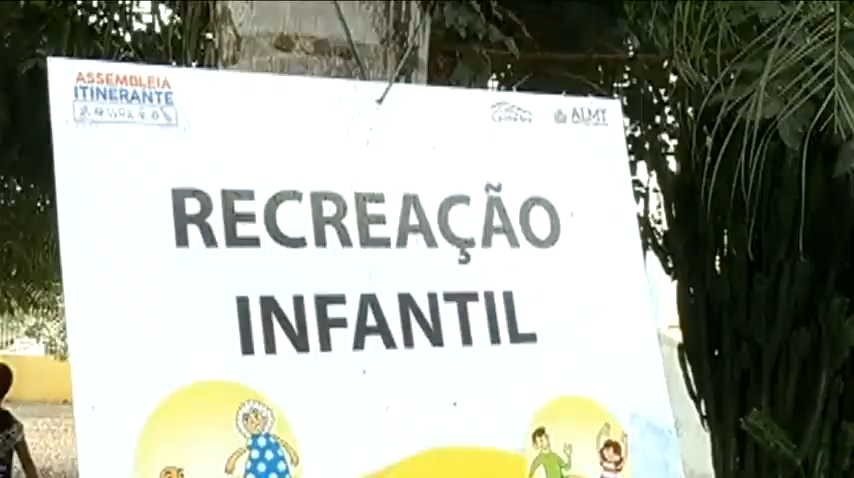 ASSEMBLEIA
ITINERANTE
ALMT
RECREAÇÃO
INFANTIL